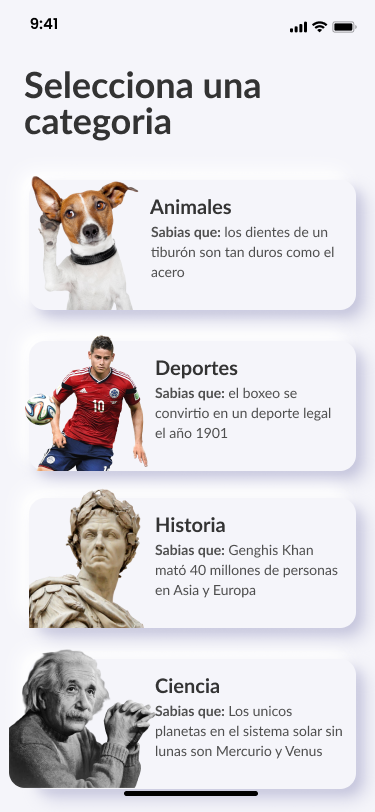 9:41
Selecciona una
categoria
Animales
Sabias que: los dientes de un
tiburón son tan duros como el
acero
Deportes
Sabias que: el boxeo se
convirtio en un deporte legal
el año 1901
10
Historia
Sabias que: Genghis Khan
mató 40 millones de personas
en Asia y Europa
Ciencia
Sabias que: Los unicos
planetas en el sistema solar sin
lunas son Mercurio y Venus